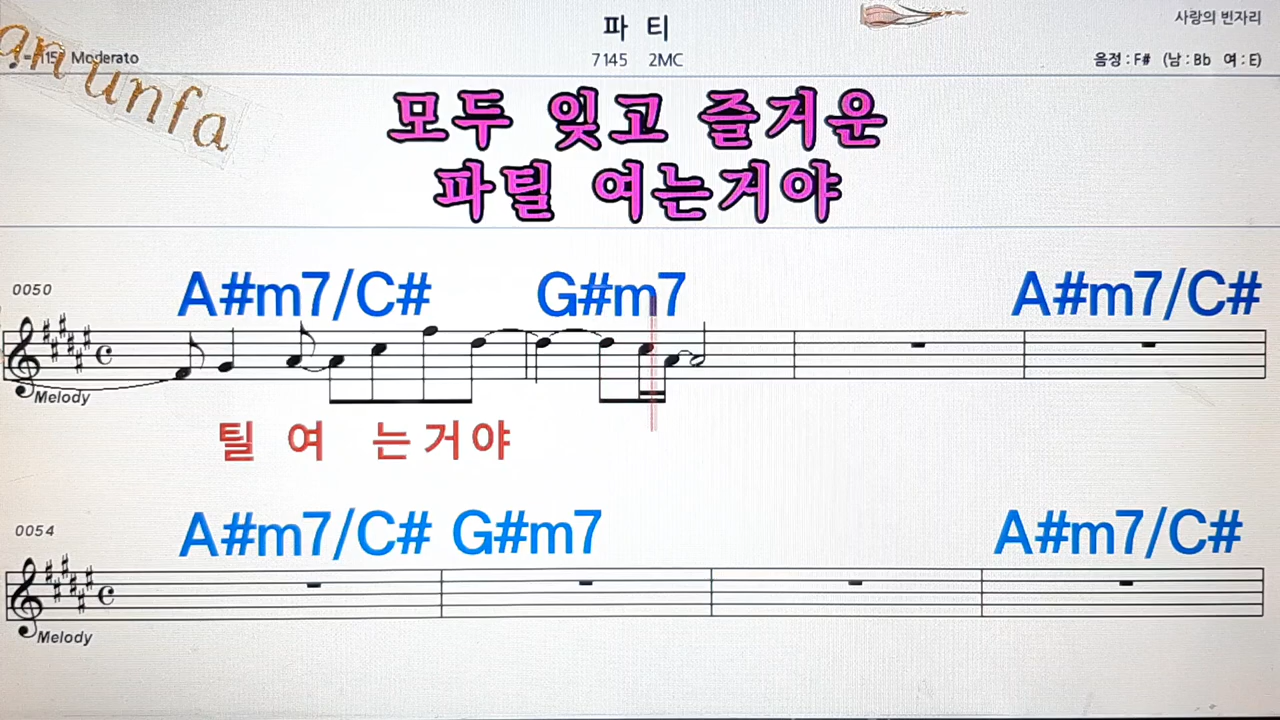 파 티
사랑의 빈자리
Moderato
7145 2MC
음정 : F# (남 : Bb 여 : E)
an unfa
모두 잊고 즐거운
파틸 여는거야
A#m7/C# G#m7 A#m7/C#
0050
Melody
틸 여 는거야
A#m7/C# G#m7 A#m7/C#
0054
Melody